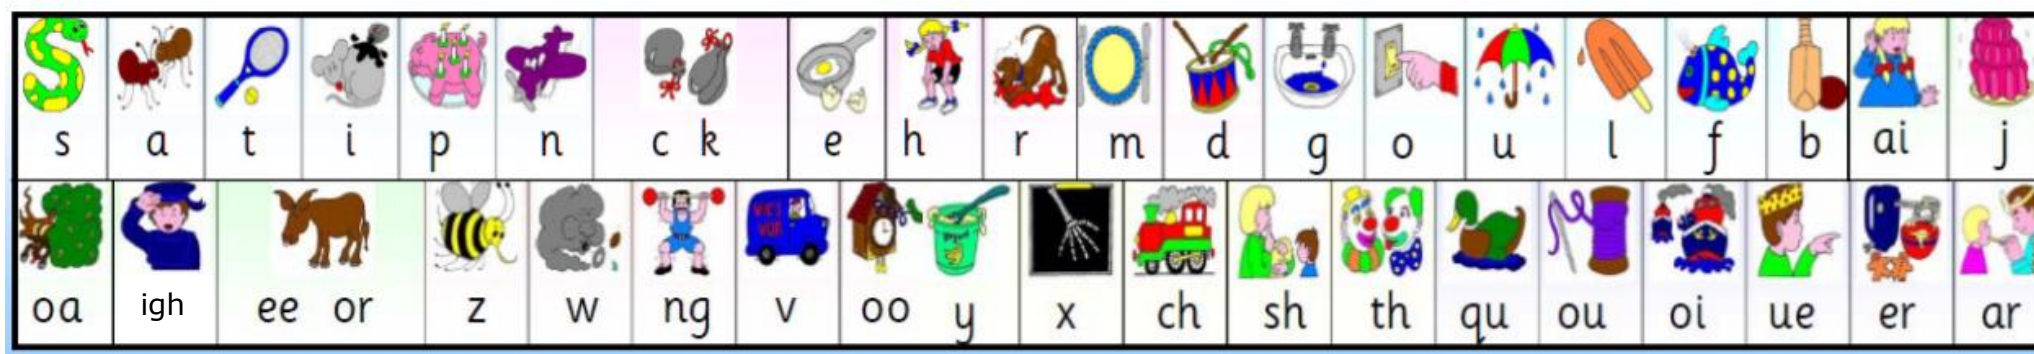 s a t i p n c k e h r m d g o u l f b ai j
oa igh ee or z w ng v oo y x ch sh th qu ou oi ue er ar